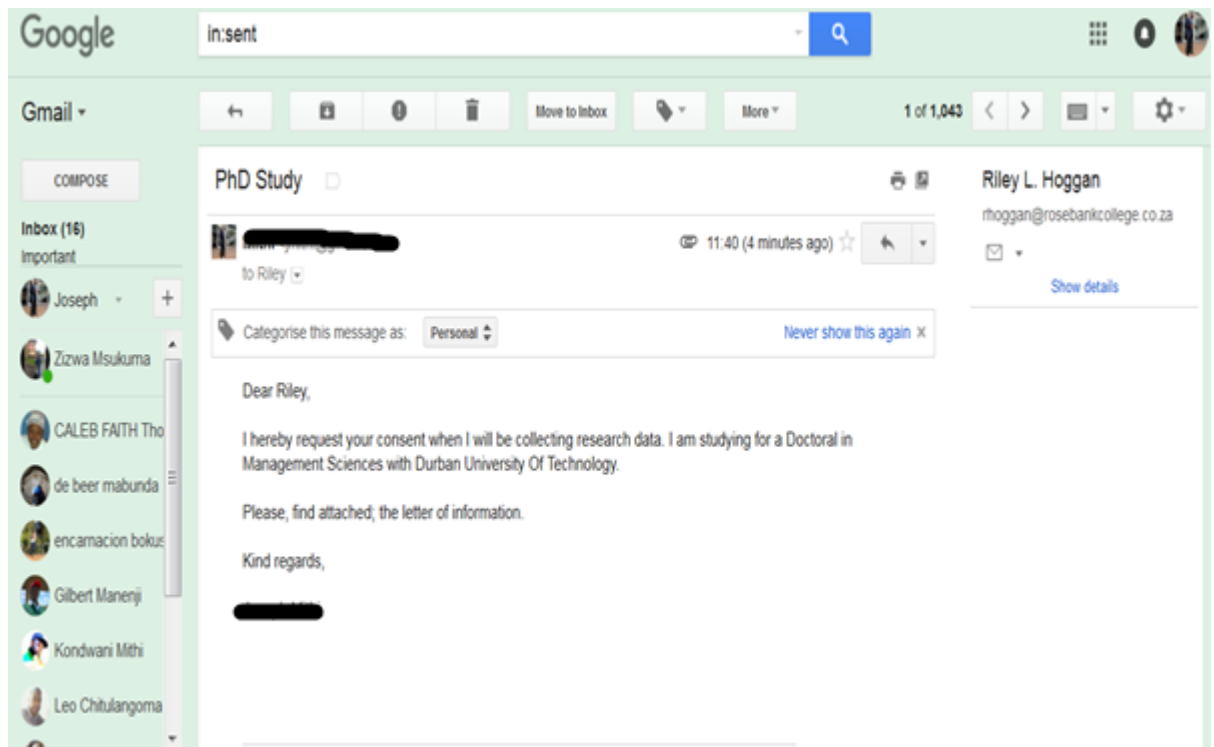 Google
in:sent
Gmail
Move to Inbox
More
1 of 1,043
COMPOSE
Inbox (16)
Important
Joseph
+
Zizwa Msukuma
CALEB FAITH Tho
de beer mabunda
encarnacion bokus
Gilbert Manenji
Kondwani Mithi
Leo Chitulangoma
PhD Study
11:40 (4 minutes ago)
to Riley
Categorise this message as: Personal
Never show this again x
Dear Riley,
I hereby request your consent when I will be collecting research data. I am studying for a Doctoral in
Management Sciences with Durban University Of Technology.
Please, find attached; the letter of information.
Kind regards,
Riley L. Hoggan
rhoggan@rosebankcollege.co.za
Show details